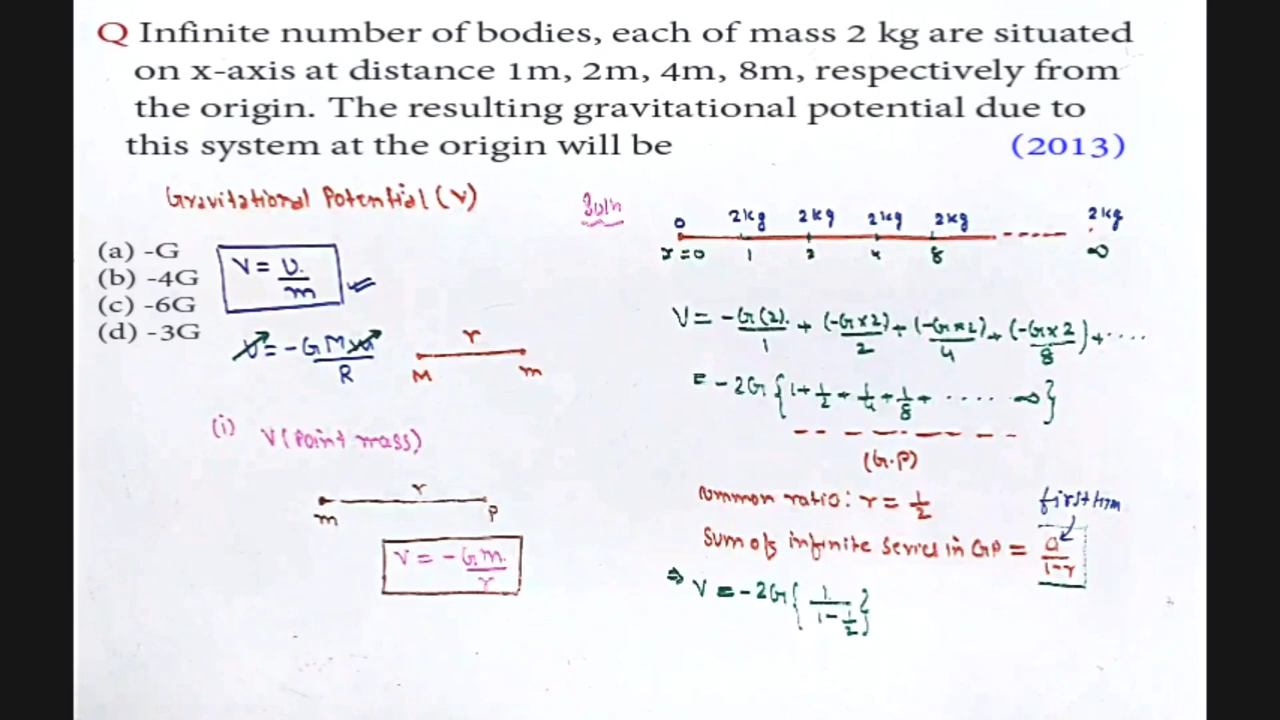 Q Infinite number of bodies, each of mass 2 kg are situated
on x-axis at distance 1m, 2m, 4m, 8m, respectively from
the origin. The resulting gravitational potential due to
this system at the origin will be
(2013)
Gravitational Potential (V)
(a) -G
(b) -4G
(c) -6G
(d) -3G
V = U/m
U = -GMm/R
r
M m
(i) V (Point mass)
r
m P
V = -Gm/r
Soln
0 2kg 2kg 2kg 2kg 2kg
r=0 1 2 4 8 ∞
V = -G(2)/1 + (-G×2)/2 + (-G×2)/4 + (-G×2/8) + ....
= -2G {1 + 1/2 + 1/4 + 1/8 + ..... ∞}
(G.P)
common ratio: r = 1/2
first term
Sum of infinite series in GP = a/1-r
⇒ V = -2G {1/1-1/2}